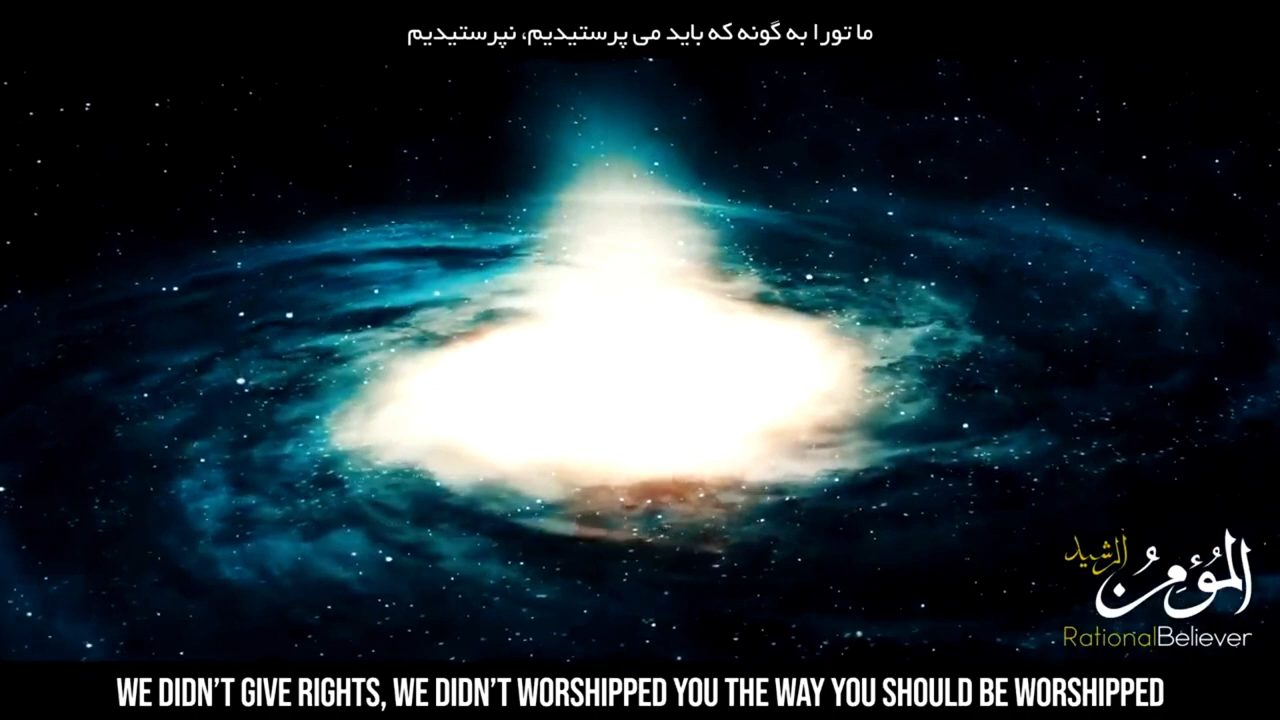 ما تورا به گونه که باید می پرستیدیم، نپرستیدیم
المؤمنُ الرشيد
RationalBeliever
WE DIDN'T GIVE RIGHTS, WE DIDN'T WORSHIPPED YOU THE WAY YOU SHOULD BE WORSHIPPED